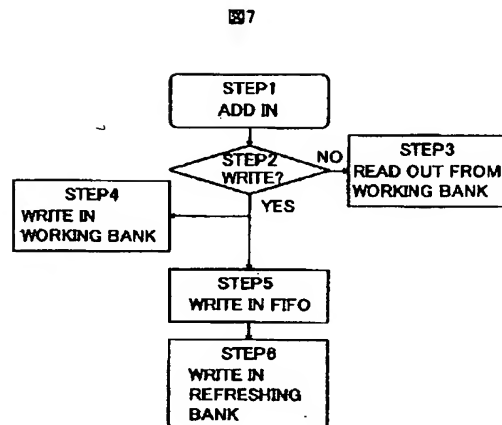 図7
STEP1
ADD IN
STEP2
WRITE?
NO
STEP3
READ OUT FROM
WORKING BANK
YES
STEP4
WRITE IN
WORKING BANK
STEP5
WRITE IN FIFO
STEP6
WRITE IN
REFRESHING
BANK